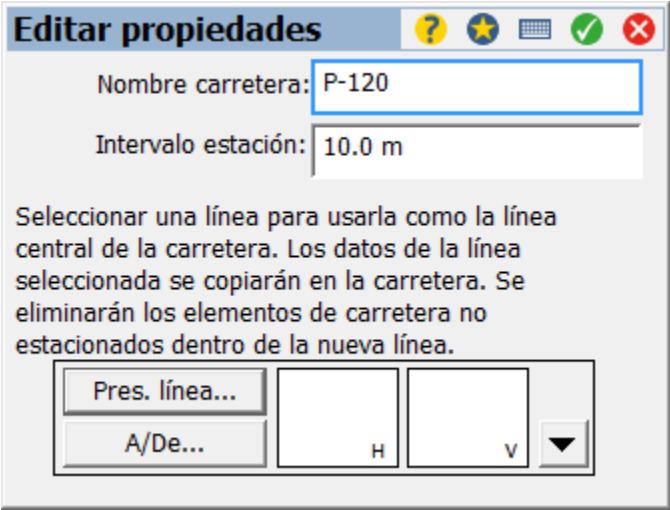 Editar propiedades
?
Nombre carretera: P-120
Intervalo estación: 10.0 m
Seleccionar una línea para usarla como la línea
central de la carretera. Los datos de la línea
seleccionada se copiarán en la carretera. Se
eliminarán los elementos de carretera no
estacionados dentro de la nueva línea.
Pres. línea...
A/De...
H
V